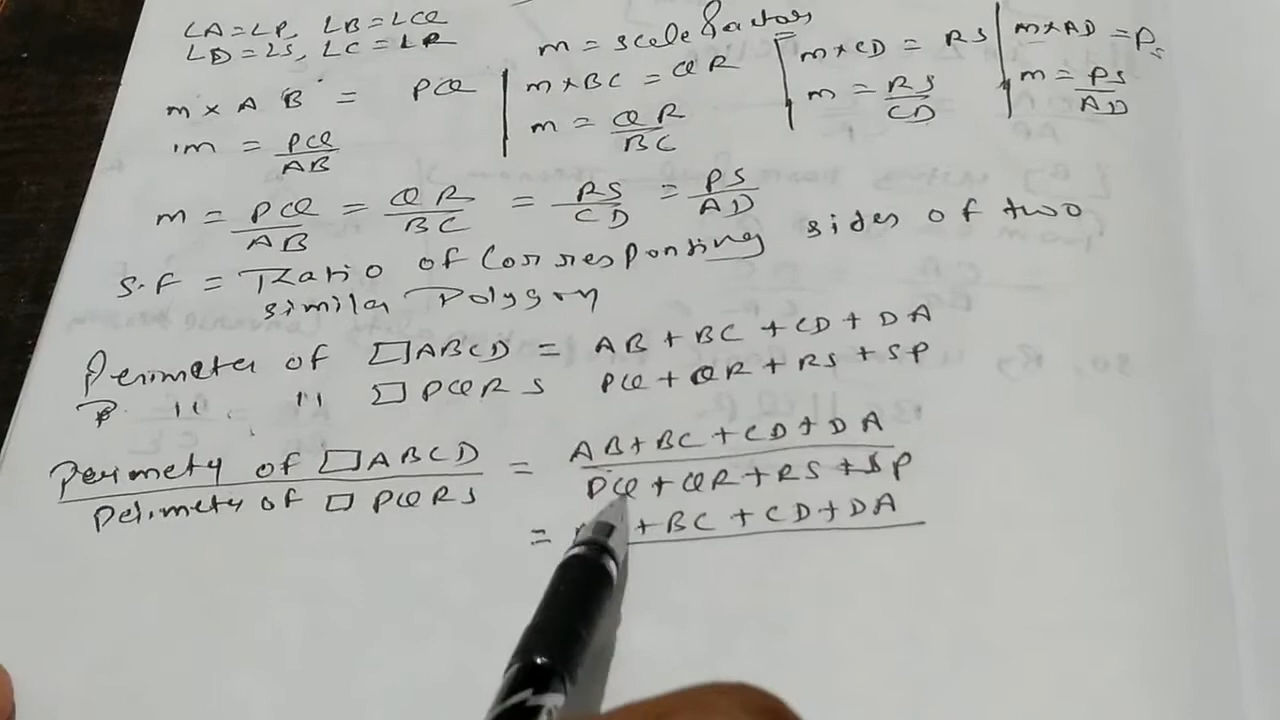 ∠A = ∠P, ∠B = ∠Q
∠D = ∠S, ∠C = ∠R
m = scale factor
m × AB = PQ
m = PQ/AB
m × BC = QR
m = QR/BC
m × CD = RS
m = RS/CD
m × AD = PS
m = PS/AD
m = PQ/AB = QR/BC = RS/CD = PS/AD
S.F = Ratio of Corresponting sides of two
similar Polygon
Perimeter of □ABCD = AB + BC + CD + DA
P " " □PQRS PQ + QR + RS + SP
Perimety of □ABCD / Perimety of □ PQRS = AB + BC + CD + DA / PQ + QR + RS + SP
= + BC + CD + DA